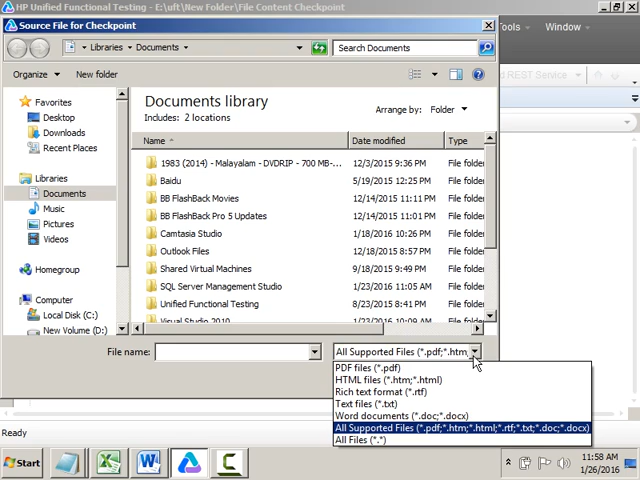 HP Unified Functional Testing - E:\uft\New Folder\File Content Checkpoint
Source File for Checkpoint
Tools Window
Libraries Documents Search Documents
Organize New folder
REST Service
Favorites
Desktop
Downloads
Recent Places
Libraries
Documents
Music
Pictures
Videos
Homegroup
Computer
Local Disk (C:)
New Volume (D:)
Documents library
Includes: 2 locations
Arrange by: Folder
Name Date modified Type
1983 (2014) - Malayalam - DVDRIP - 700 MB-... 12/3/2015 9:36 PM File folder
Baidu 5/19/2015 12:25 PM File folder
BB FlashBack Movies 12/14/2015 11:11 PM File folder
BB FlashBack Pro 5 Updates 12/14/2015 9:23 PM File folder
Camtasia Studio 1/18/2016 10:26 PM File folder
Outlook Files 12/18/2015 8:57 PM File folder
Shared Virtual Machines 9/18/2015 9:49 PM File folder
SQL Server Management Studio 1/23/2016 11:05 AM File folder
Unified Functional Testing 8/23/2015 8:41 PM File folder
Visual Studio 2010
File name: All Supported Files (*.pdf;*.htm
PDF files (*.pdf)
HTML files (*.htm;*.html)
Rich text format (*.rtf)
Text files (*.txt)
Word documents (*.doc;*.docx)
All Supported Files (*.pdf;*.htm;*.html;*.rtf;*.txt;*.doc;*.docx)
All Files (*.*)
Ready
Start
11:58 AM